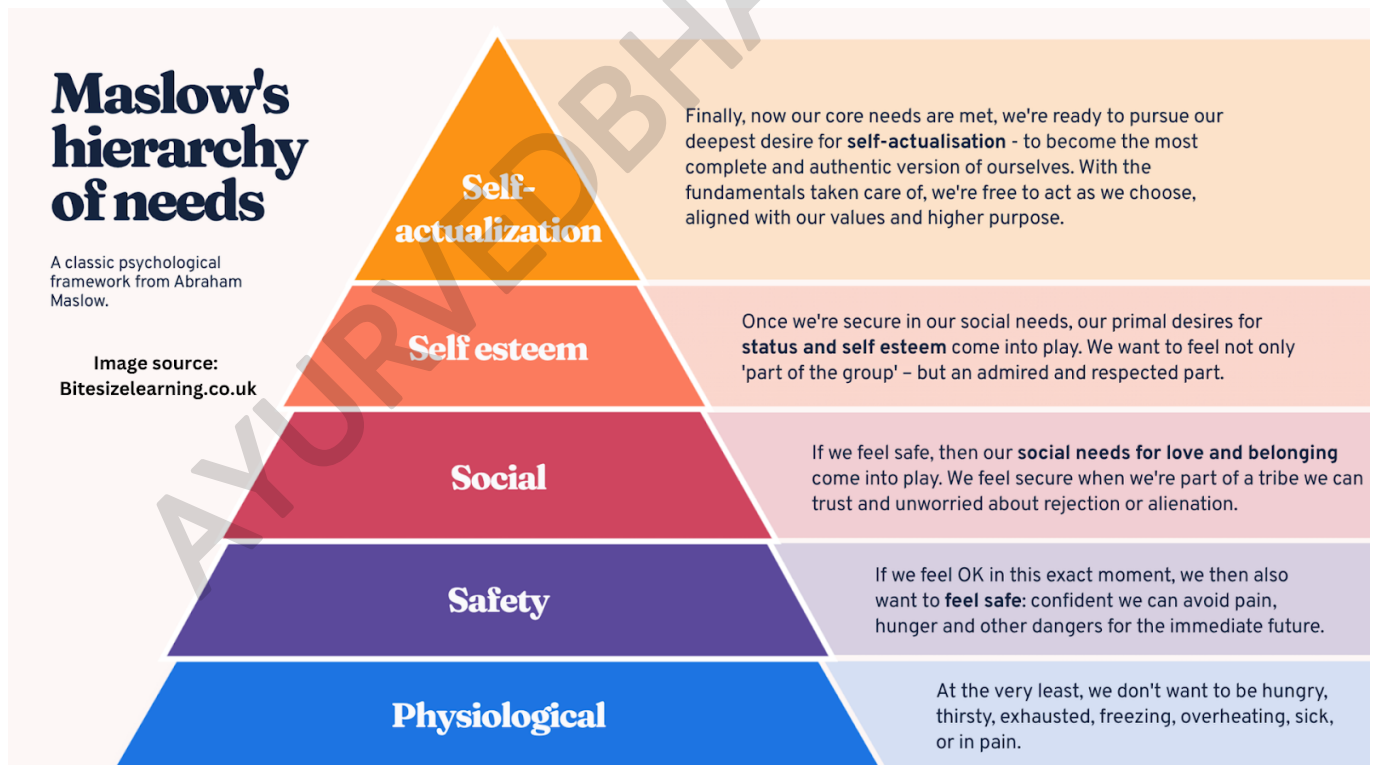 Maslow's
hierarchy
of needs
A classic psychological
framework from Abraham
Maslow.
Image source:
Bitesizelearning.co.uk
Self-
actualization
Finally, now our core needs are met, we're ready to pursue our
deepest desire for self-actualisation - to become the most
complete and authentic version of ourselves. With the
fundamentals taken care of, we're free to act as we choose,
aligned with our values and higher purpose.
Self esteem
Once we're secure in our social needs, our primal desires for
status and self esteem come into play. We want to feel not only
'part of the group' – but an admired and respected part.
Social
If we feel safe, then our social needs for love and belonging
come into play. We feel secure when we're part of a tribe we can
trust and unworried about rejection or alienation.
Safety
If we feel OK in this exact moment, we then also
want to feel safe: confident we can avoid pain,
hunger and other dangers for the immediate future.
Physiological
At the very least, we don't want to be hungry,
thirsty, exhausted, freezing, overheating, sick,
or in pain.
AYURVEDBHA